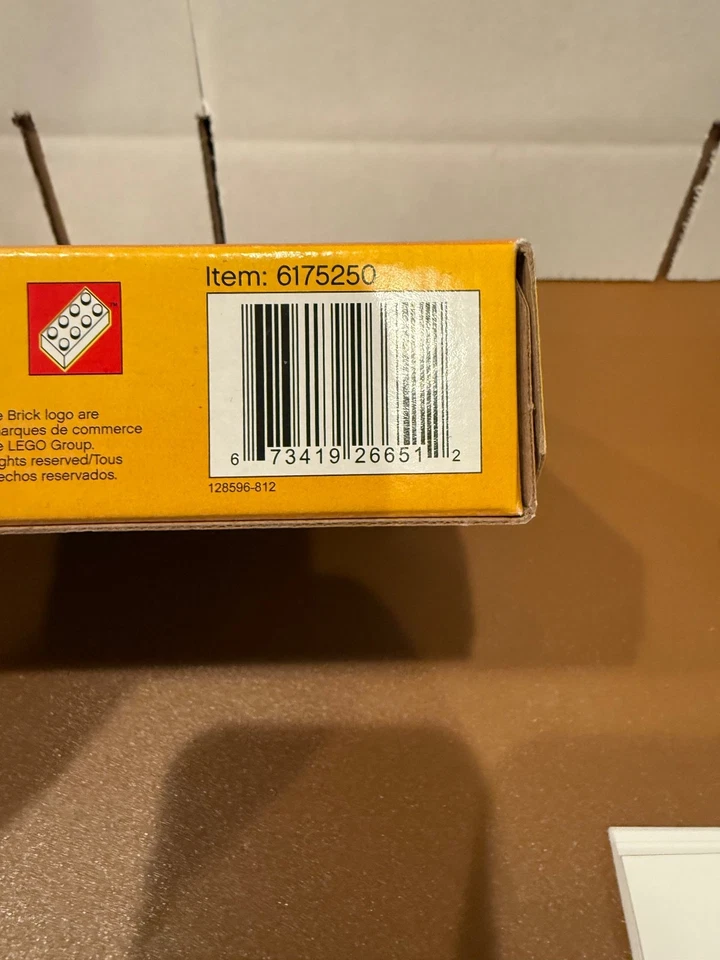 Item: 6175250
e Brick logo are
arques de commerce
e LEGO Group.
ghts reserved/Tous
echos reservados.
6 73419 26651 2
128596-812